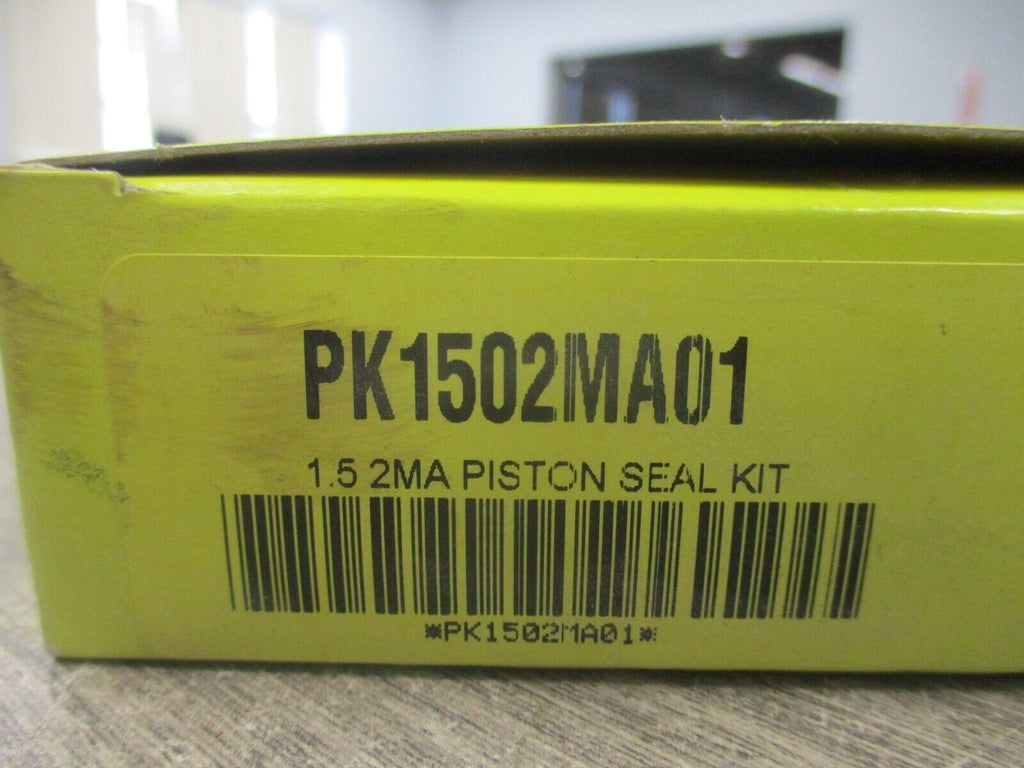 PK1502MA01
1.5 2MA PISTON SEAL KIT
*PK1502MA01*